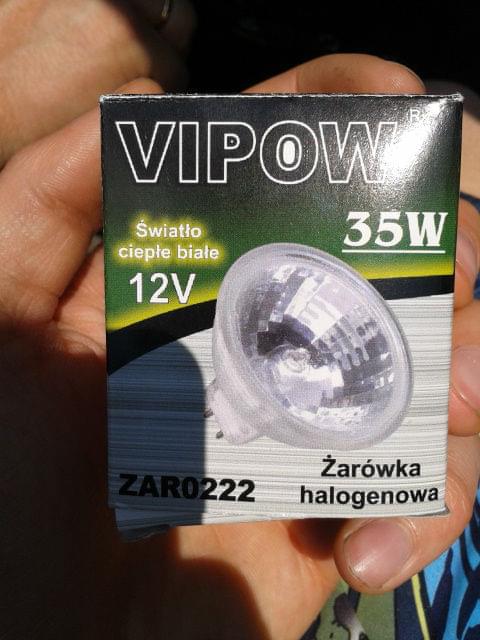 VIPOW®
35W
Światło
ciepłe białe
12V
ZAR0222
Żarówka
halogenowa